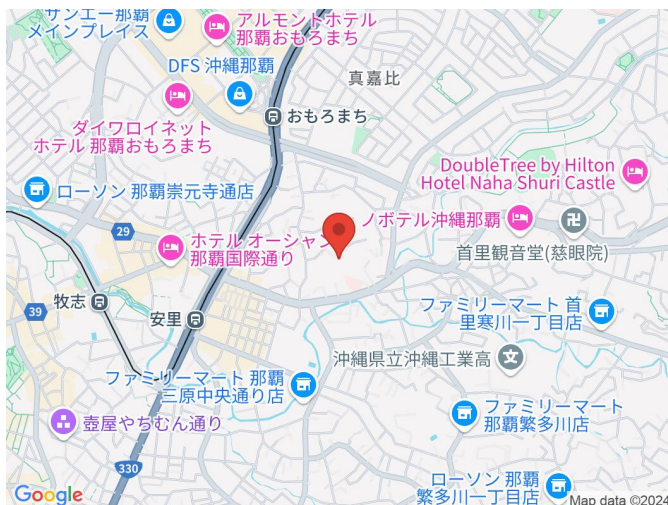 サンエー那覇
メインプレイス
アルモントホテル
那覇おもろまち
DFS 沖縄那覇
真嘉比
おもろまち
ダイワロイネット
ホテル 那覇おもろまち
DoubleTree by Hilton
Hotel Naha Shuri Castle
ローソン 那覇崇元寺通店
ノボテル沖縄那覇
29
ホテル オーシャン
那覇国際通り
首里観音堂(慈眼院)
牧志
39
安里
ファミリーマート 首
里寒川一丁目店
沖縄県立沖縄工業高
ファミリーマート 那覇
三原中央通り店
壺屋やちむん通り
ファミリーマート
那覇繁多川店
330
ローソン 那覇
繁多川一丁目店
Google
Map data ©2024